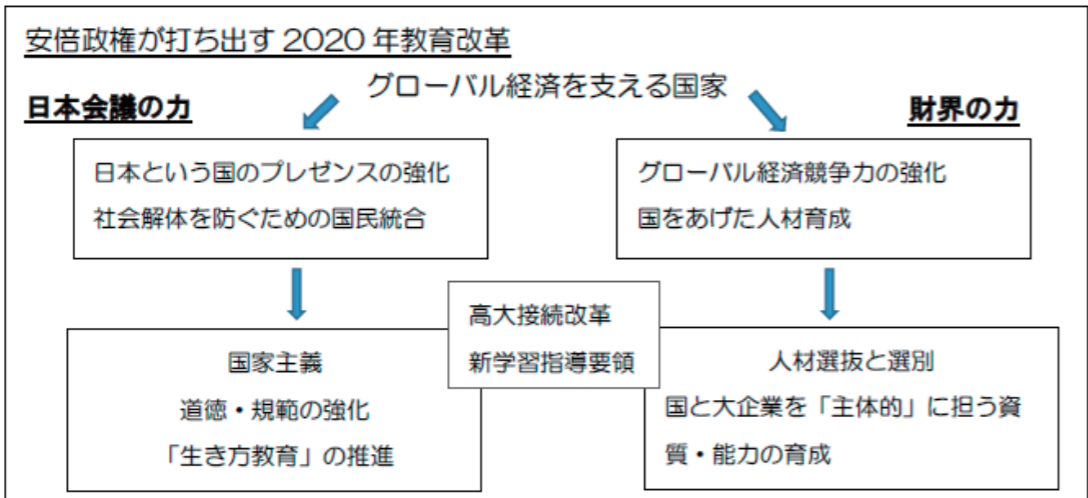 安倍政権が打ち出す 2020 年教育改革
グローバル経済を支える国家
日本会議の力
財界の力
日本という国のプレゼンスの強化
社会解体を防ぐための国民統合
グローバル経済競争力の強化
国をあげた人材育成
高大接続改革
新学習指導要領
国家主義
道徳・規範の強化
「生き方教育」の推進
人材選抜と選別
国と大企業を「主体的」に担う資
質・能力の育成